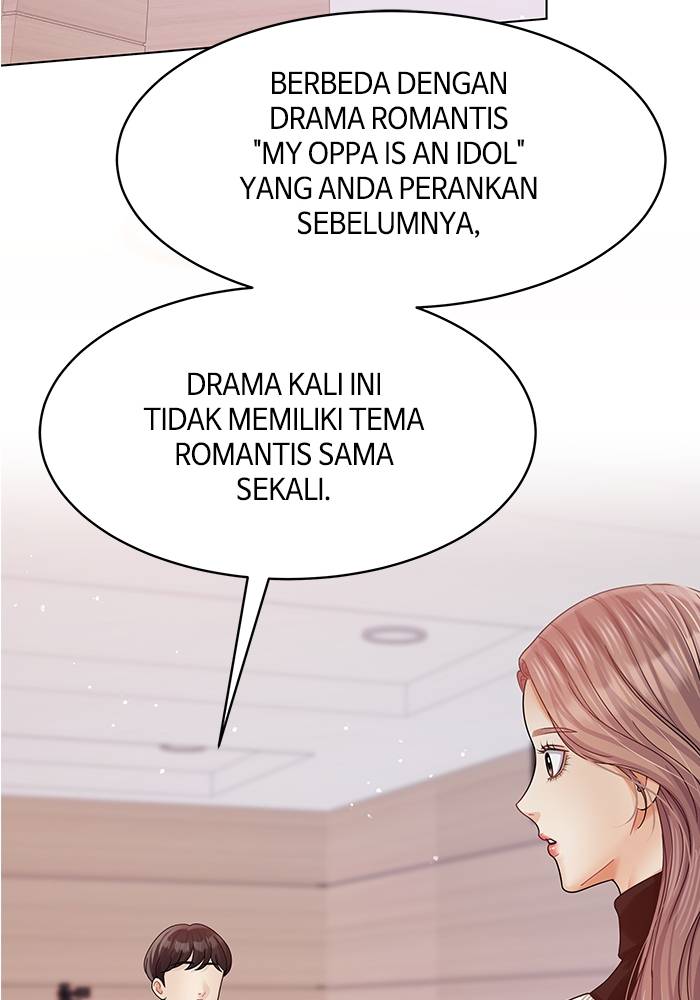 BERBEDA DENGAN
DRAMA ROMANTIS
"MY OPPA IS AN IDOL"
YANG ANDA PERANKAN
SEBELUMNYA,
DRAMA KALI INI
TIDAK MEMILIKI TEMA
ROMANTIS SAMA
SEKALI.